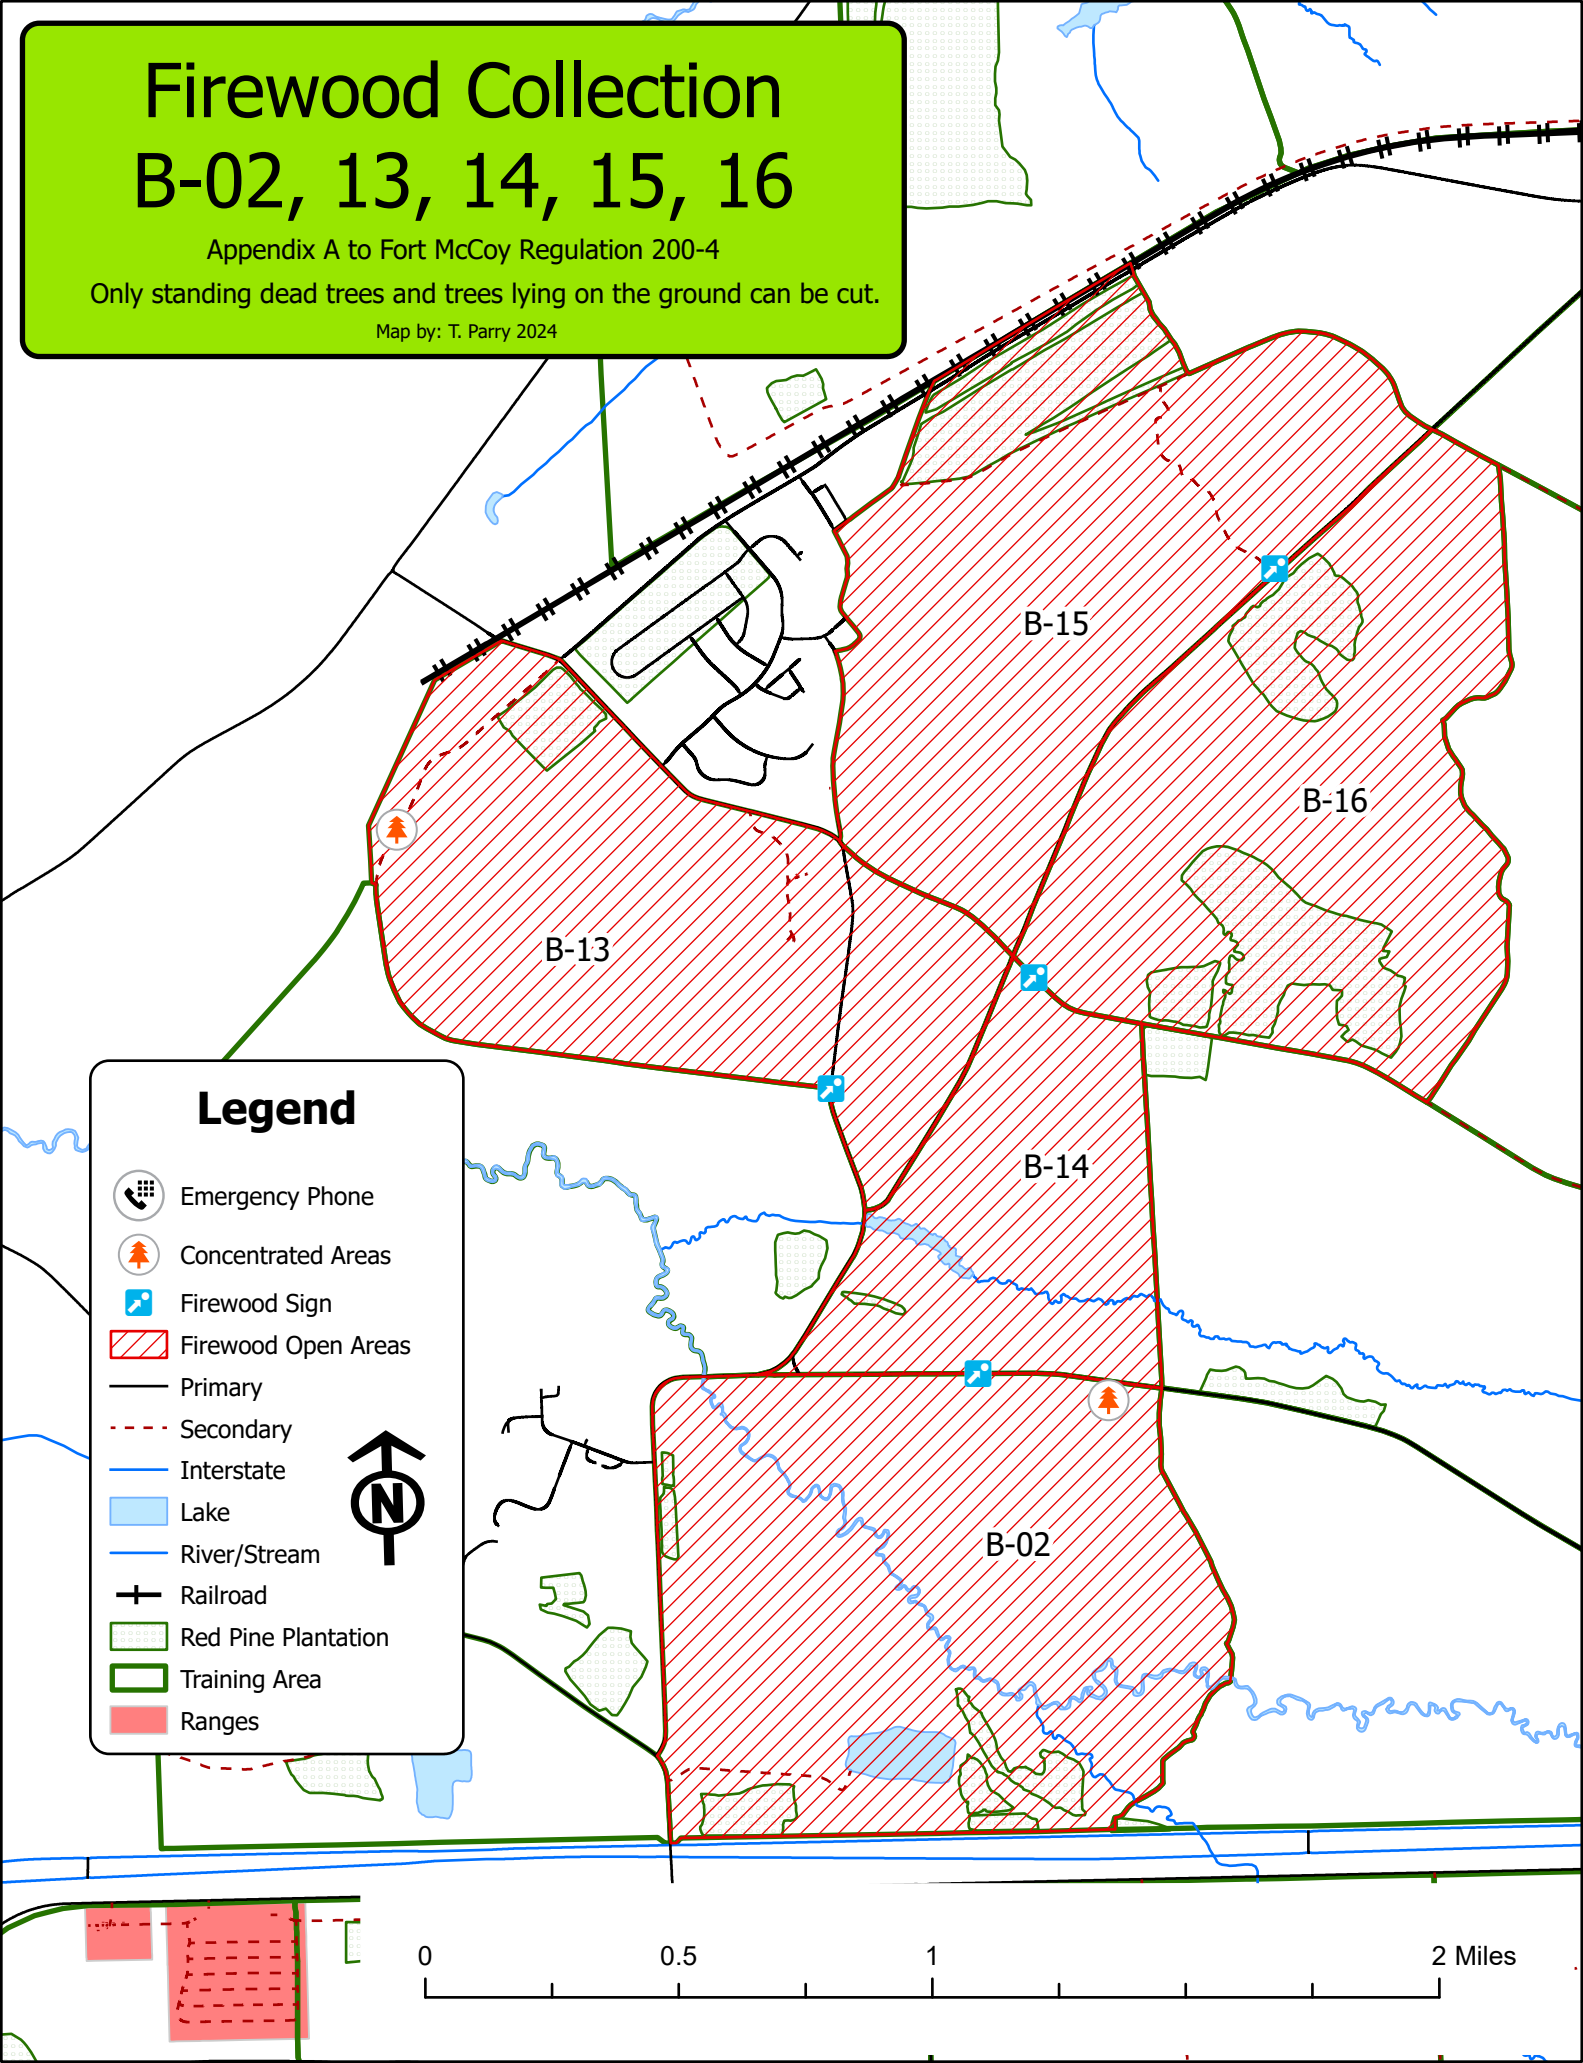 Firewood Collection
B-02, 13, 14, 15, 16
Appendix A to Fort McCoy Regulation 200-4
Only standing dead trees and trees lying on the ground can be cut.
Map by: T. Parry 2024
B-15
B-16
B-13
B-14
B-02
Legend
Emergency Phone
Concentrated Areas
Firewood Sign
Firewood Open Areas
Primary
Secondary
Interstate
Lake
River/Stream
Railroad
Red Pine Plantation
Training Area
Ranges
N
0 0.5 1 2 Miles